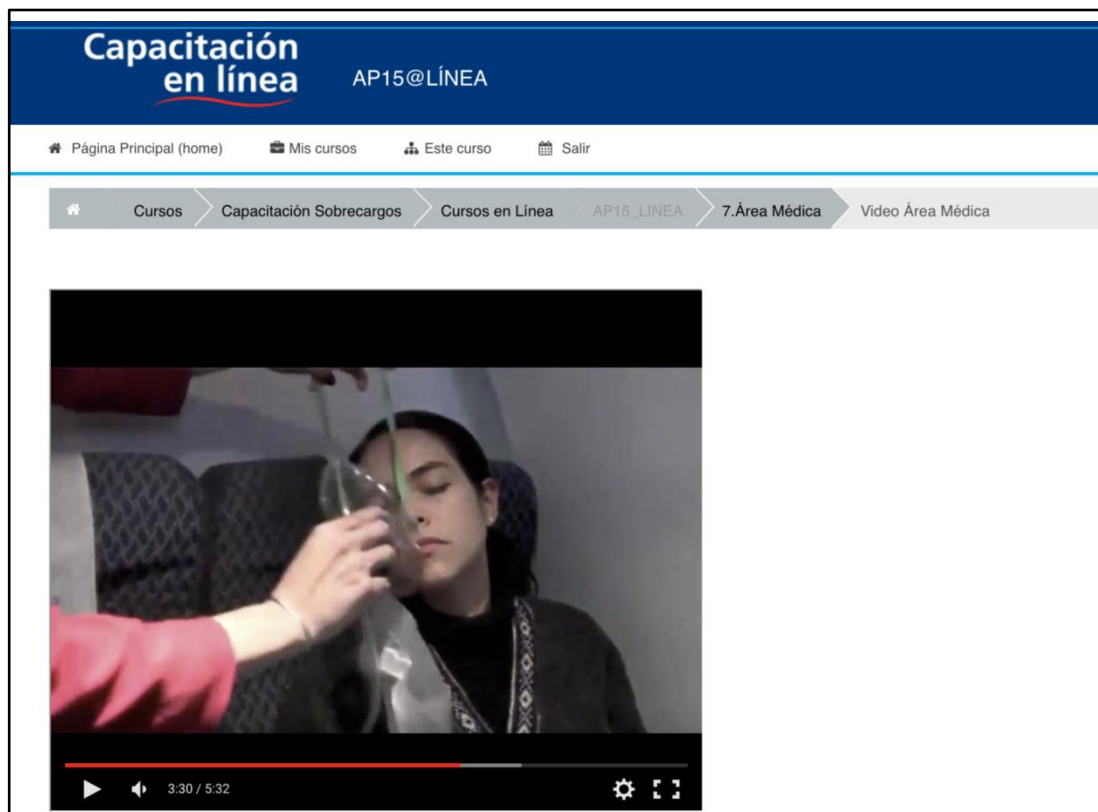 Capacitación
en línea
AP15@LÍNEA
Página Principal (home) Mis cursos Este curso Salir
Cursos Capacitación Sobrecargos Cursos en Línea AP15_LINEA 7.Área Médica Video Área Médica
3:30 / 5:32